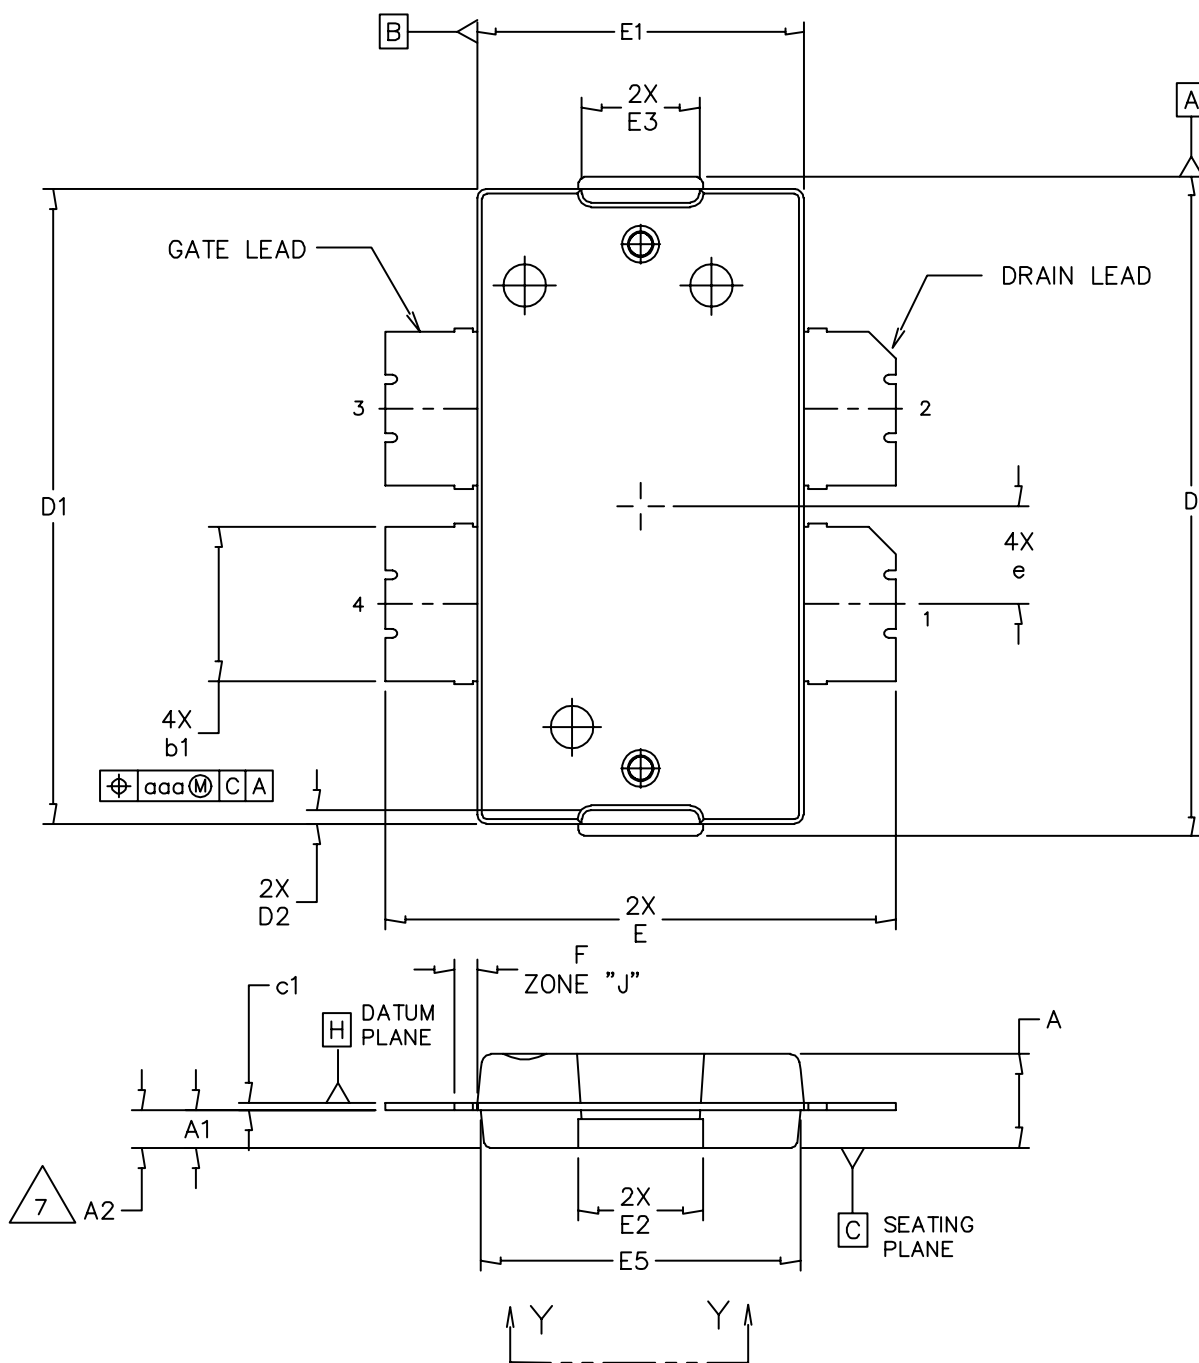 B
E1
2X
E3
A
GATE LEAD
DRAIN LEAD
3
2
D1
D
4X
e
4
1
4X
b1
⌖ aaa Ⓜ C A
2X
D2
2X
E
F
ZONE "J"
c1
H
DATUM
PLANE
A
A1
7
A2
2X
E2
C
SEATING
PLANE
E5
Y
Y